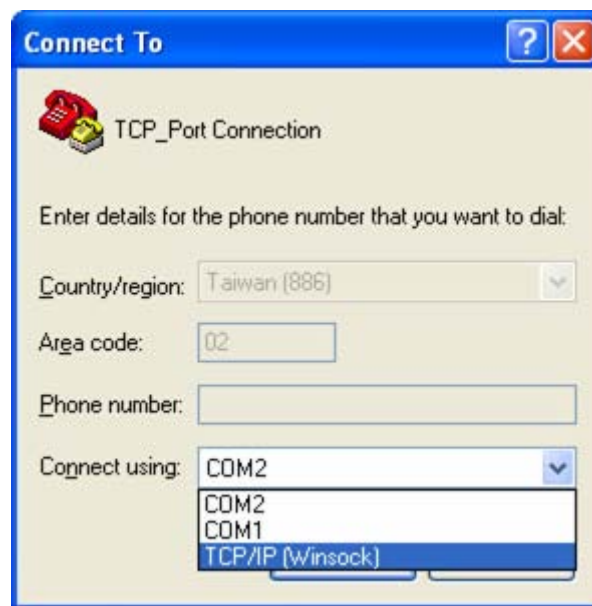 Connect To
TCP_Port Connection
Enter details for the phone number that you want to dial:
Country/region: Taiwan (886)
Area code: 02
Phone number:
Connect using: COM2
COM2
COM1
TCP/IP (Winsock)